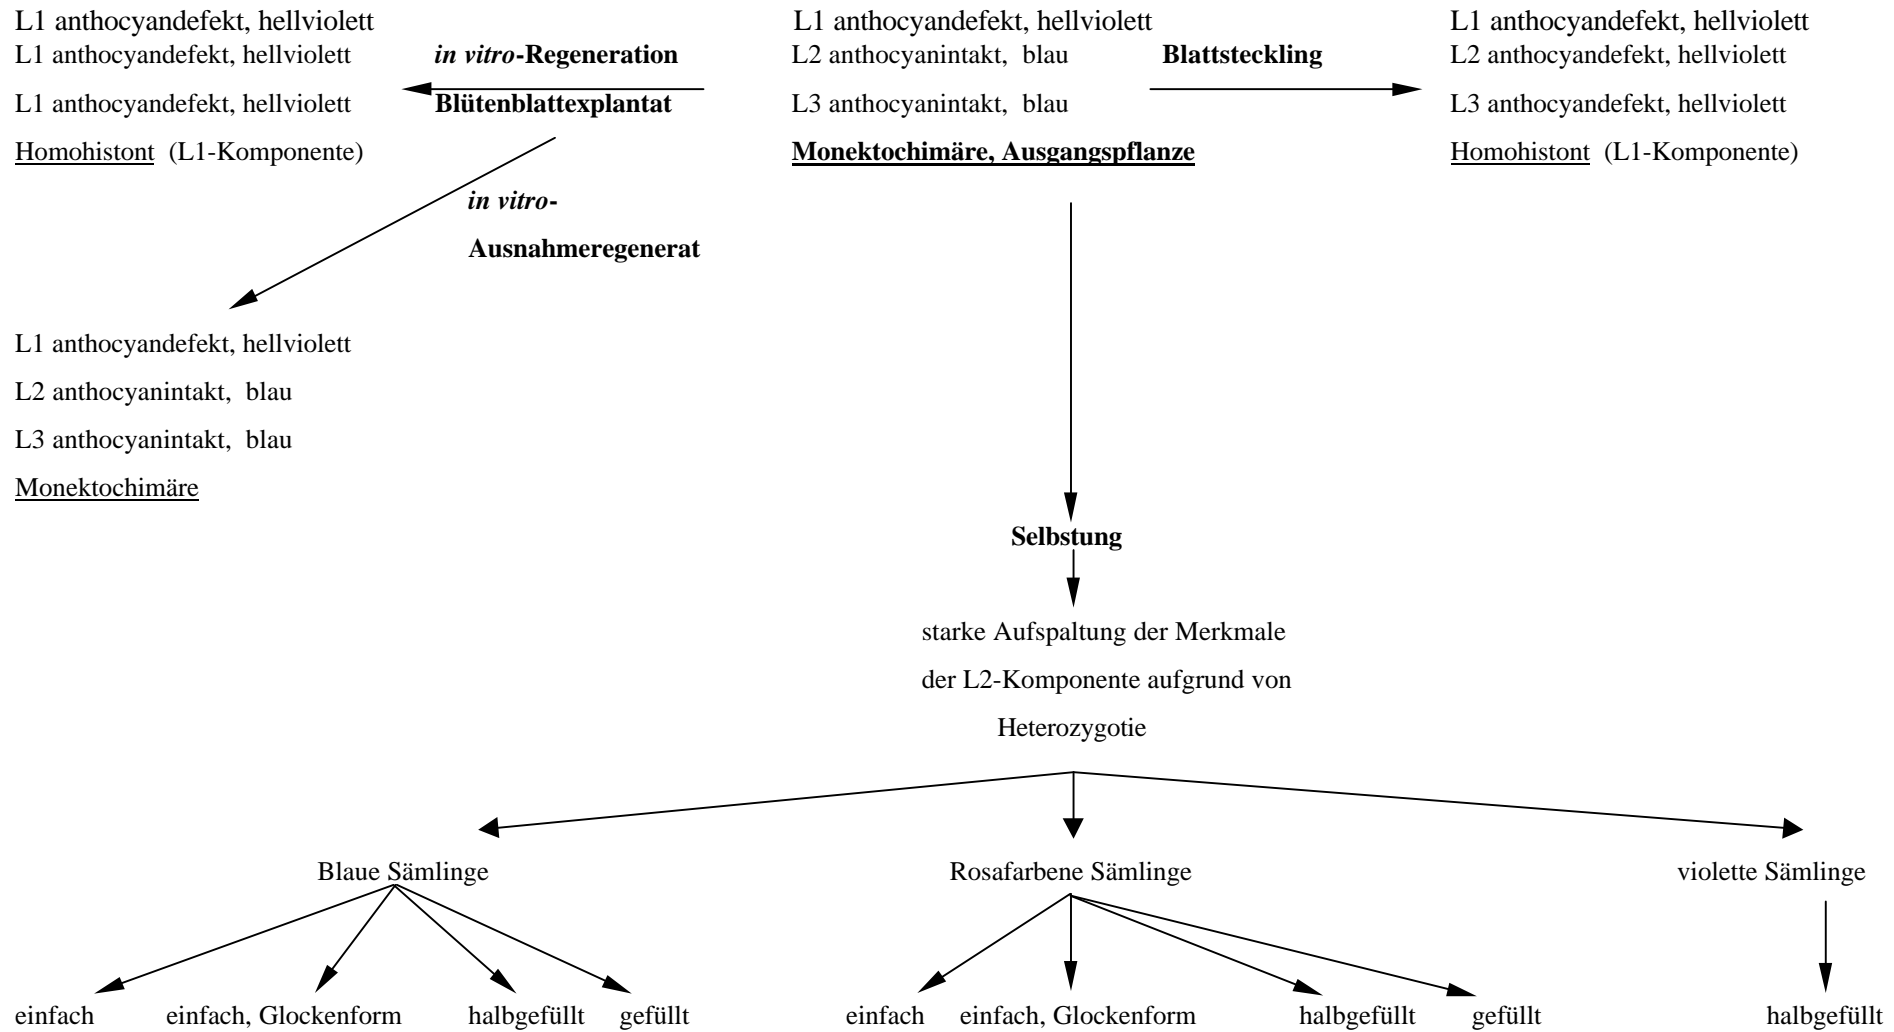 L1 anthocyandefekt, hellviolett
L1 anthocyandefekt, hellviolett
L1 anthocyandefekt, hellviolett
Homohistont (L1-Komponente)
in vitro-Regeneration
Blütenblattexplantat
L1 anthocyandefekt, hellviolett
L2 anthocyanintakt, blau
L3 anthocyanintakt, blau
Monektochimäre, Ausgangspflanze
Blattsteckling
L1 anthocyandefekt, hellviolett
L2 anthocyandefekt, hellviolett
L3 anthocyandefekt, hellviolett
Homohistont (L1-Komponente)
in vitro-
Ausnahmeregenerat
L1 anthocyandefekt, hellviolett
L2 anthocyanintakt, blau
L3 anthocyanintakt, blau
Monektochimäre
Selbstung
starke Aufspaltung der Merkmale
der L2-Komponente aufgrund von
Heterozygotie
Blaue Sämlinge
Rosafarbene Sämlinge
violette Sämlinge
einfach
einfach, Glockenform
halbgefüllt
gefüllt
einfach
einfach, Glockenform
halbgefüllt
gefüllt
halbgefüllt